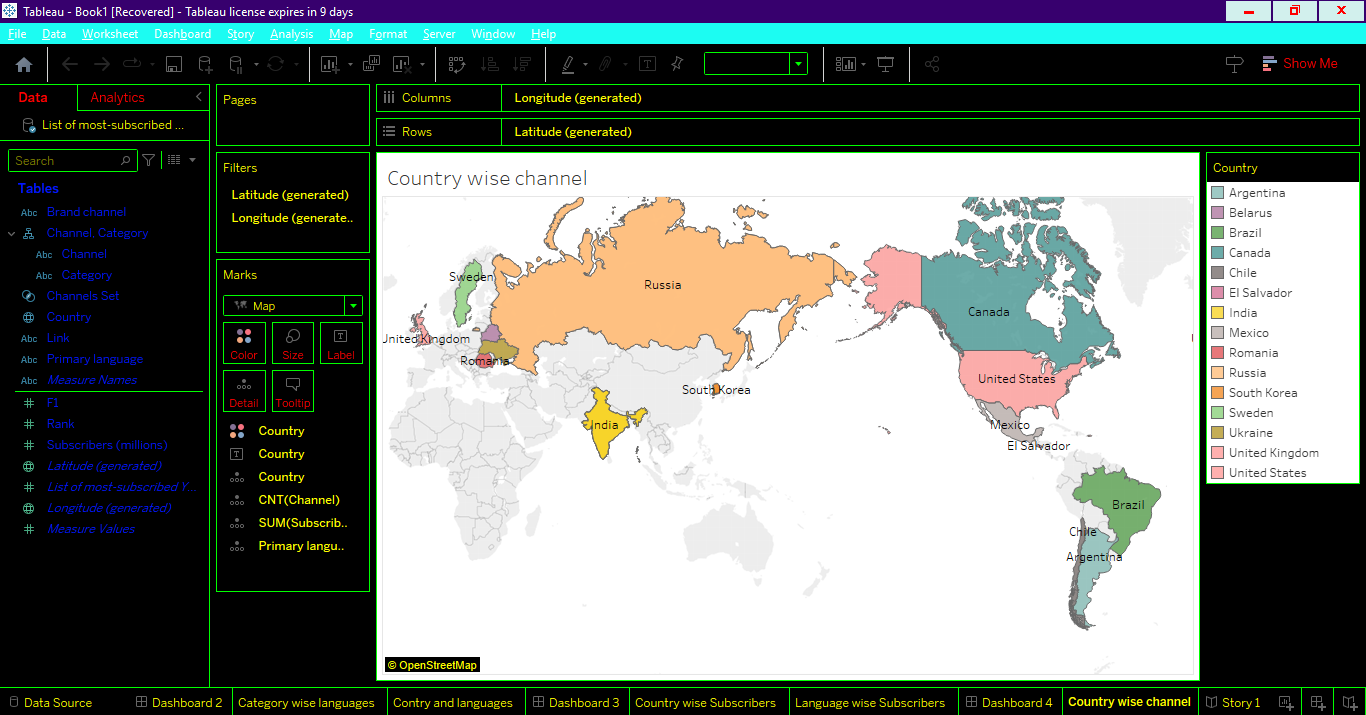 Tableau - Book1 [Recovered] - Tableau license expires in 9 days
File Data Worksheet Dashboard Story Analysis Map Format Server Window Help
Show Me
Data Analytics
List of most-subscribed ...
Search
Tables
Abc Brand channel
Channel, Category
Abc Channel
Abc Category
Channels Set
Country
Abc Link
Abc Primary language
Abc Measure Names
F1
Rank
Subscribers (millions)
Latitude (generated)
List of most-subscribed Y...
Longitude (generated)
Measure Values
Pages
Filters
Latitude (generated)
Longitude (generate..
Marks
Map
Color Size Label
Detail Tooltip
Country
Country
Country
CNT(Channel)
SUM(Subscrib..
Primary langu..
Columns Longitude (generated)
Rows Latitude (generated)
Country wise channel
Sweden
Russia
Canada
United Kingdom
Romania
United States
South Korea
India
Mexico
El Salvador
Brazil
Chile
Argentina
© OpenStreetMap
Country
Argentina
Belarus
Brazil
Canada
Chile
El Salvador
India
Mexico
Romania
Russia
South Korea
Sweden
Ukraine
United Kingdom
United States
Data Source Dashboard 2 Category wise languages Contry and languages Dashboard 3 Country wise Subscribers Language wise Subscribers Dashboard 4 Country wise channel Story 1